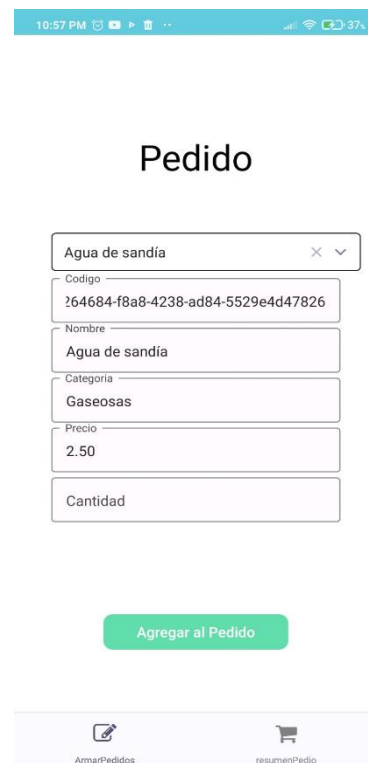 10:57 PM
37%
Pedido
Agua de sandía
Codigo
264684-f8a8-4238-ad84-5529e4d47826
Nombre
Agua de sandía
Categoria
Gaseosas
Precio
2.50
Cantidad
Agregar al Pedido
ArmarPedidos
resumenPedio